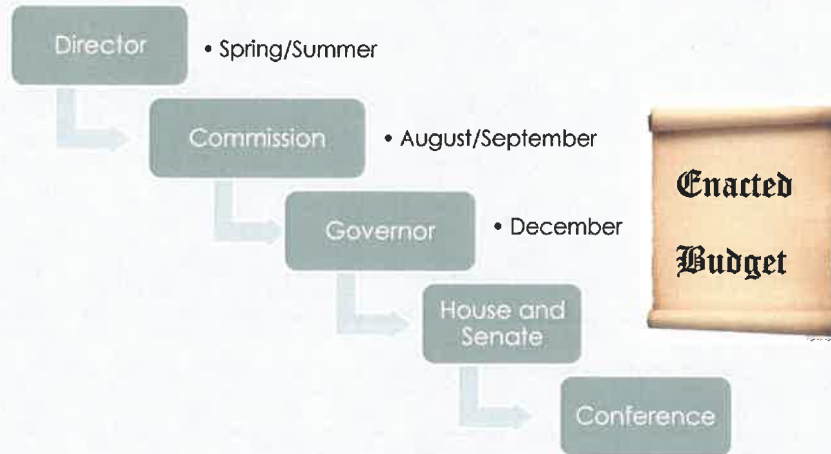 Director
• Spring/Summer
Commission
• August/September
Governor
• December
House and
Senate
Conference
Enacted
Budget